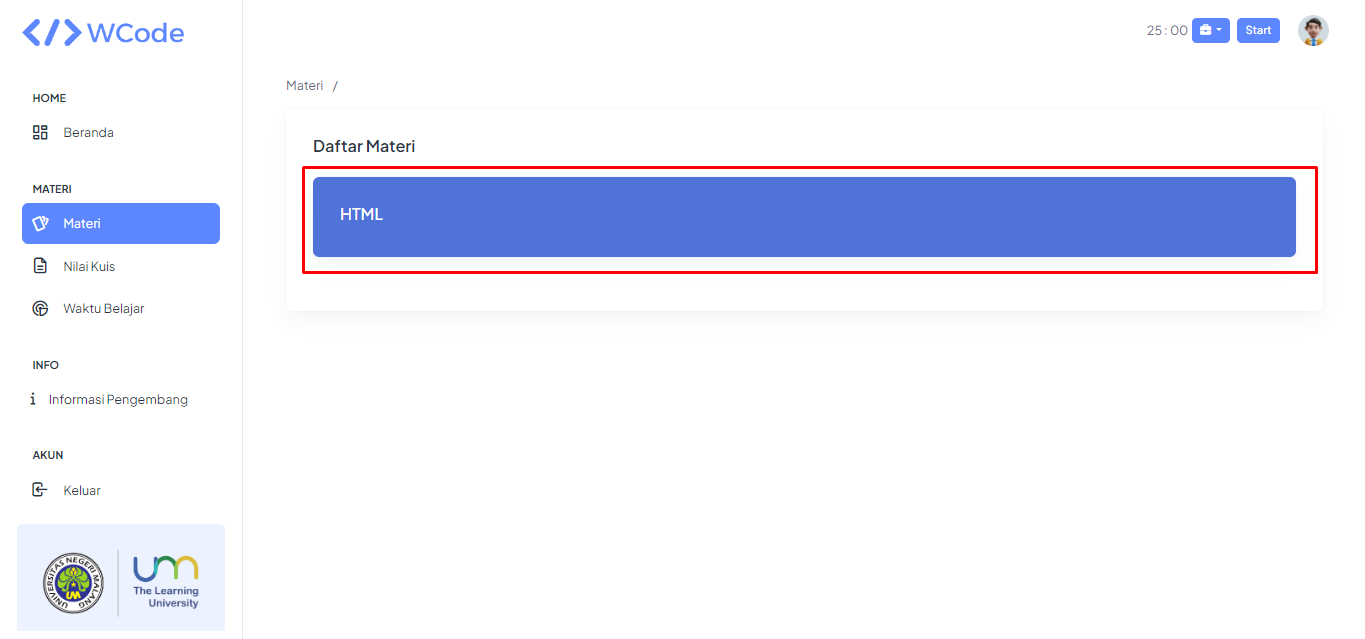 WCode
25 : 00
Start
HOME
Beranda
MATERI
Materi
Nilai Kuis
Waktu Belajar
INFO
Informasi Pengembang
AKUN
Keluar
UNIVERSITAS NEGERI MALANG
UM
um
The Learning
University
Materi /
Daftar Materi
HTML